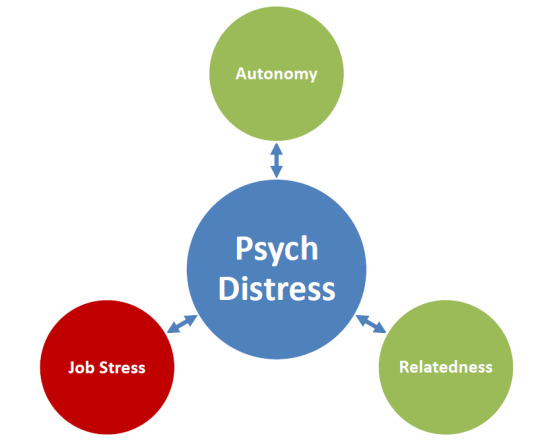 Autonomy
Psych
Distress
Job Stress
Relatedness